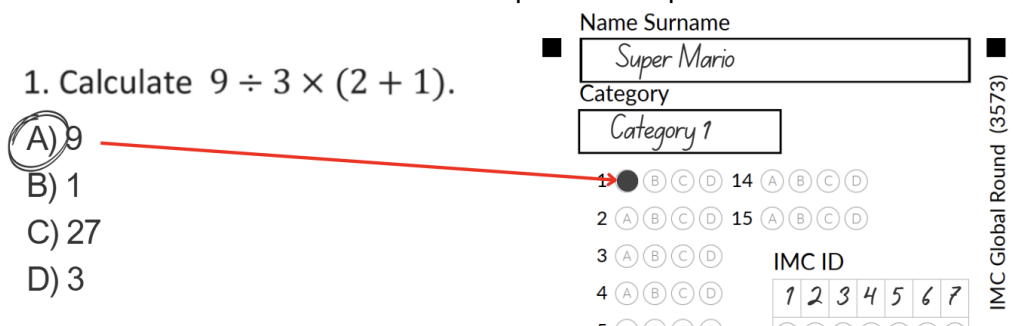 1. Calculate 9 ÷ 3 × (2 + 1).
A) 9
B) 1
C) 27
D) 3
Name Surname
Super Mario
Category
Category 1
1 B C D 14 A B C D
2 A B C D 15 A B C D
3 A B C D
4 A B C D
IMC ID
1 2 3 4 5 6 7
IMC Global Round (3573)